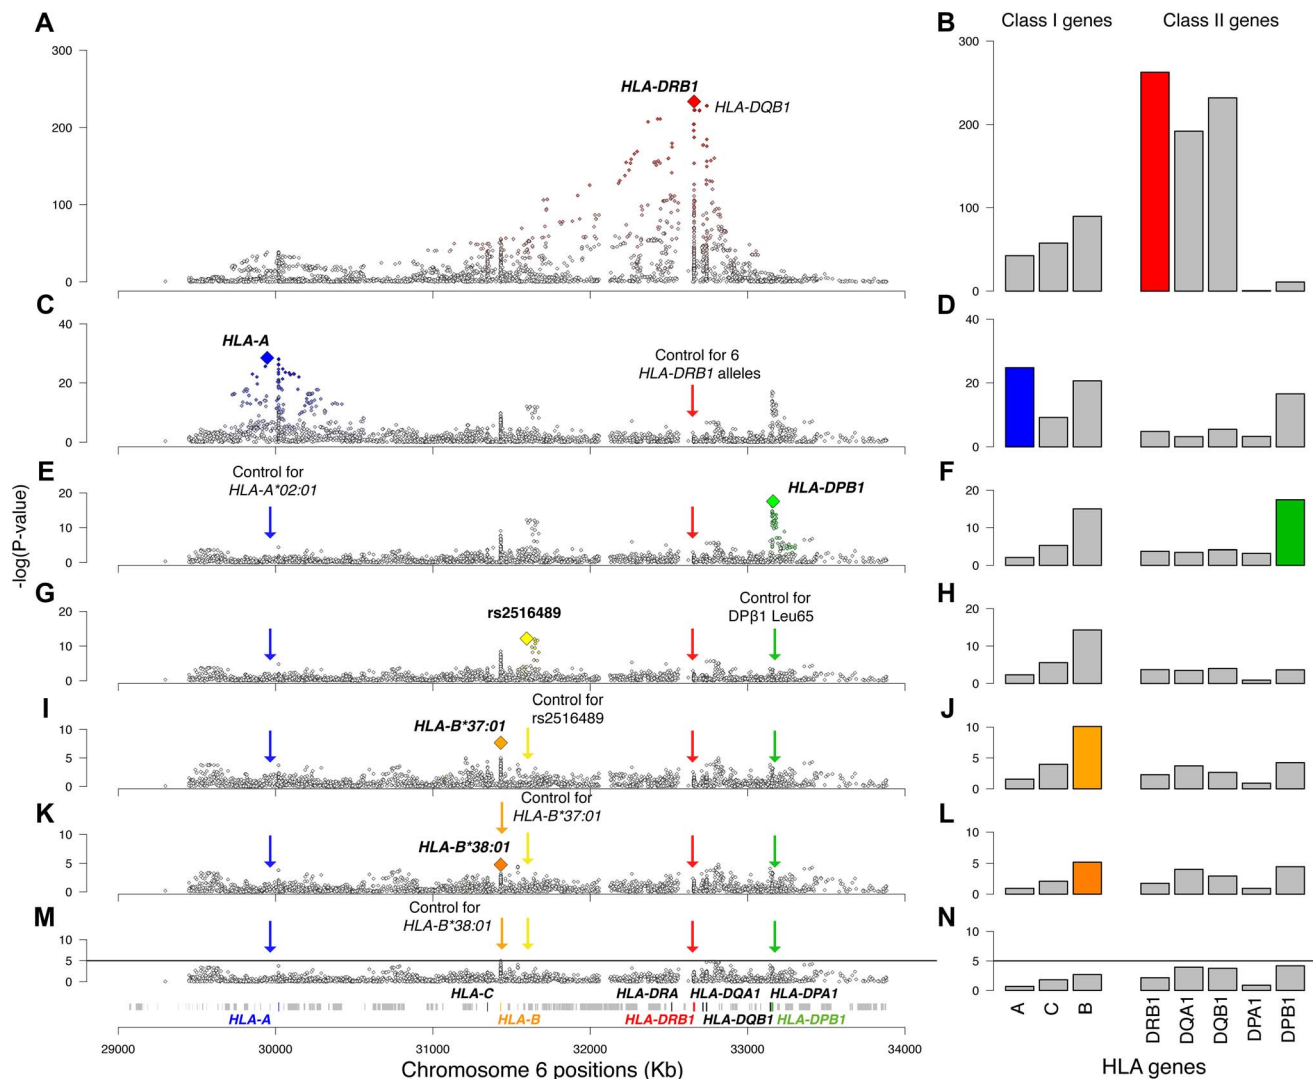 A
300
200
100
0
HLA-DRB1
HLA-DQB1
B
Class I genes
Class II genes
300
200
100
0
C
40
20
0
HLA-A
Control for 6
HLA-DRB1 alleles
D
40
20
0
E
20
10
0
Control for
HLA-A*02:01
HLA-DPB1
F
20
10
0
-log(P-value)
G
20
10
0
rs2516489
Control for
DPβ1 Leu65
H
20
10
0
I
10
5
0
HLA-B*37:01
Control for
rs2516489
J
10
5
0
K
10
5
0
Control for
HLA-B*37:01
HLA-B*38:01
L
10
5
0
M
10
5
0
Control for
HLA-B*38:01
N
10
5
0
HLA-C
HLA-DRA
HLA-DQA1
HLA-DPA1
HLA-A
HLA-B
HLA-DRB1
HLA-DQB1
HLA-DPB1
29000
30000
31000
32000
33000
34000
Chromosome 6 positions (Kb)
A
C
B
DRB1
DQA1
DQB1
DPA1
DPB1
HLA genes